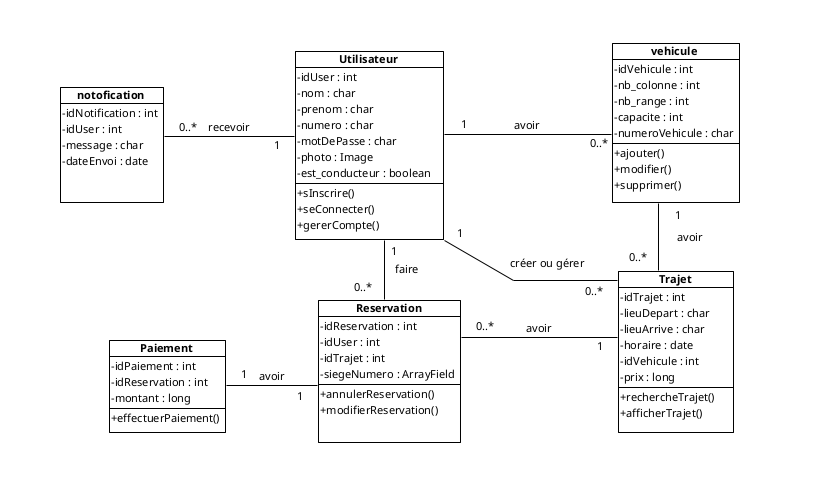 notofication
-idNotification : int
-idUser : int
-message : char
-dateEnvoi : date
0..*
recevoir
1
Utilisateur
-idUser : int
-nom : char
-prenom : char
-numero : char
-motDePasse : char
-photo : Image
-est_conducteur : boolean
+sInscrire()
+seConnecter()
+gererCompte()
1
avoir
0..*
vehicule
-idVehicule : int
-nb_colonne : int
-nb_range : int
-capacite : int
-numeroVehicule : char
+ajouter()
+modifier()
+supprimer()
1
avoir
0..*
1
créer ou gérer
0..*
1
faire
0..*
Trajet
-idTrajet : int
-lieuDepart : char
-lieuArrive : char
-horaire : date
-idVehicule : int
-prix : long
+rechercheTrajet()
+afficherTrajet()
Reservation
-idReservation : int
-idUser : int
-idTrajet : int
-siegeNumero : ArrayField
+annulerReservation()
+modifierReservation()
0..*
avoir
1
Paiement
-idPaiement : int
-idReservation : int
-montant : long
+effectuerPaiement()
1
avoir
1